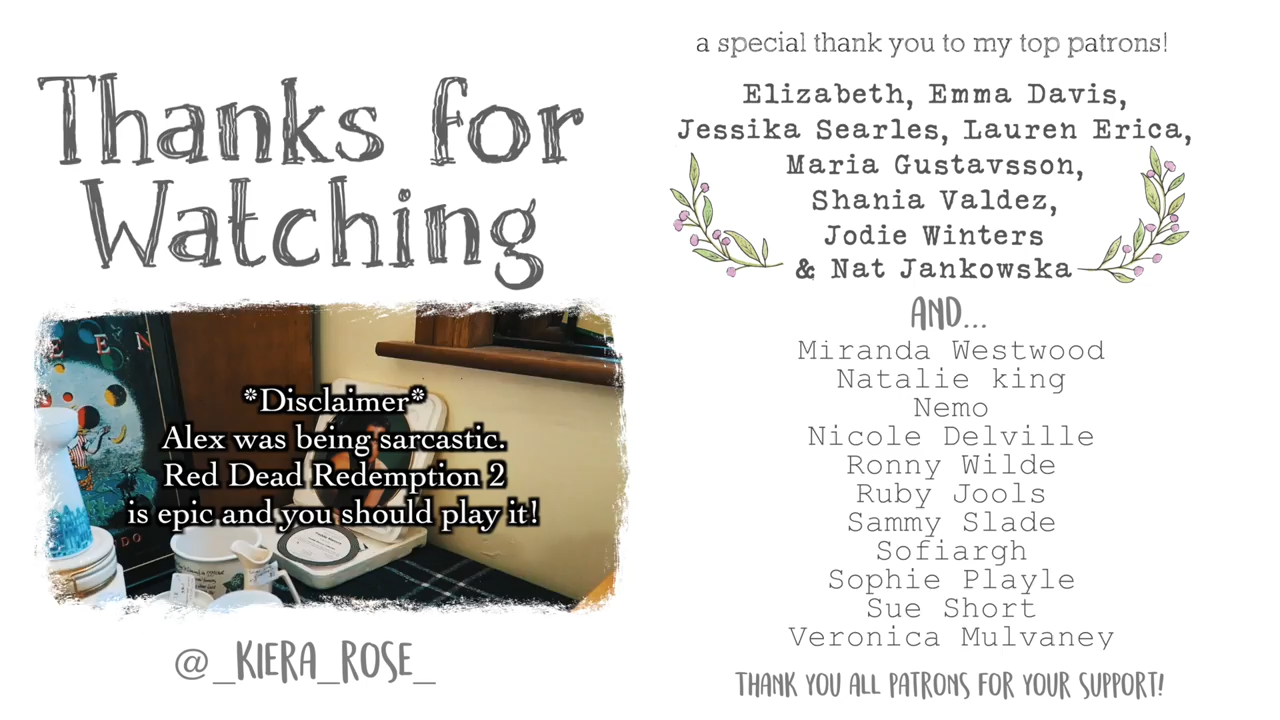 Thanks for
Watching
*Disclaimer*
Alex was being sarcastic.
Red Dead Redemption 2
is epic and you should play it!
@_KIERA_ROSE_
a special thank you to my top patrons!
Elizabeth, Emma Davis,
Jessika Searles, Lauren Erica,
Maria Gustavsson,
Shania Valdez,
Jodie Winters
& Nat Jankowska
AND...
Miranda Westwood
Natalie king
Nemo
Nicole Delville
Ronny Wilde
Ruby Jools
Sammy Slade
Sofiargh
Sophie Playle
Sue Short
Veronica Mulvaney
THANK YOU ALL PATRONS FOR YOUR SUPPORT!